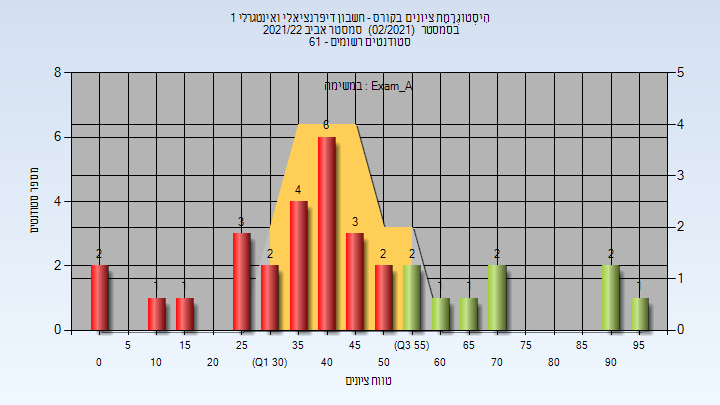 היסטוגרמת ציונים בקורס - חשבון דיפרנציאלי ואינטגרלי 1
בסמסטר (02/2021) סמסטר אביב 2021/22
סטודנטים רשומים - 61
במשימה : Exam_A
8 6 4 2 0
5 4 3 2 1 0
מספר סטודנטים
2 1 1 3 2 4 6 3 2 2 1 1 2 2 1
5 15 25 35 45 (Q3 55) 65 75 85 95
0 10 20 (Q1 30) 40 50 60 70 80 90
טווח ציונים